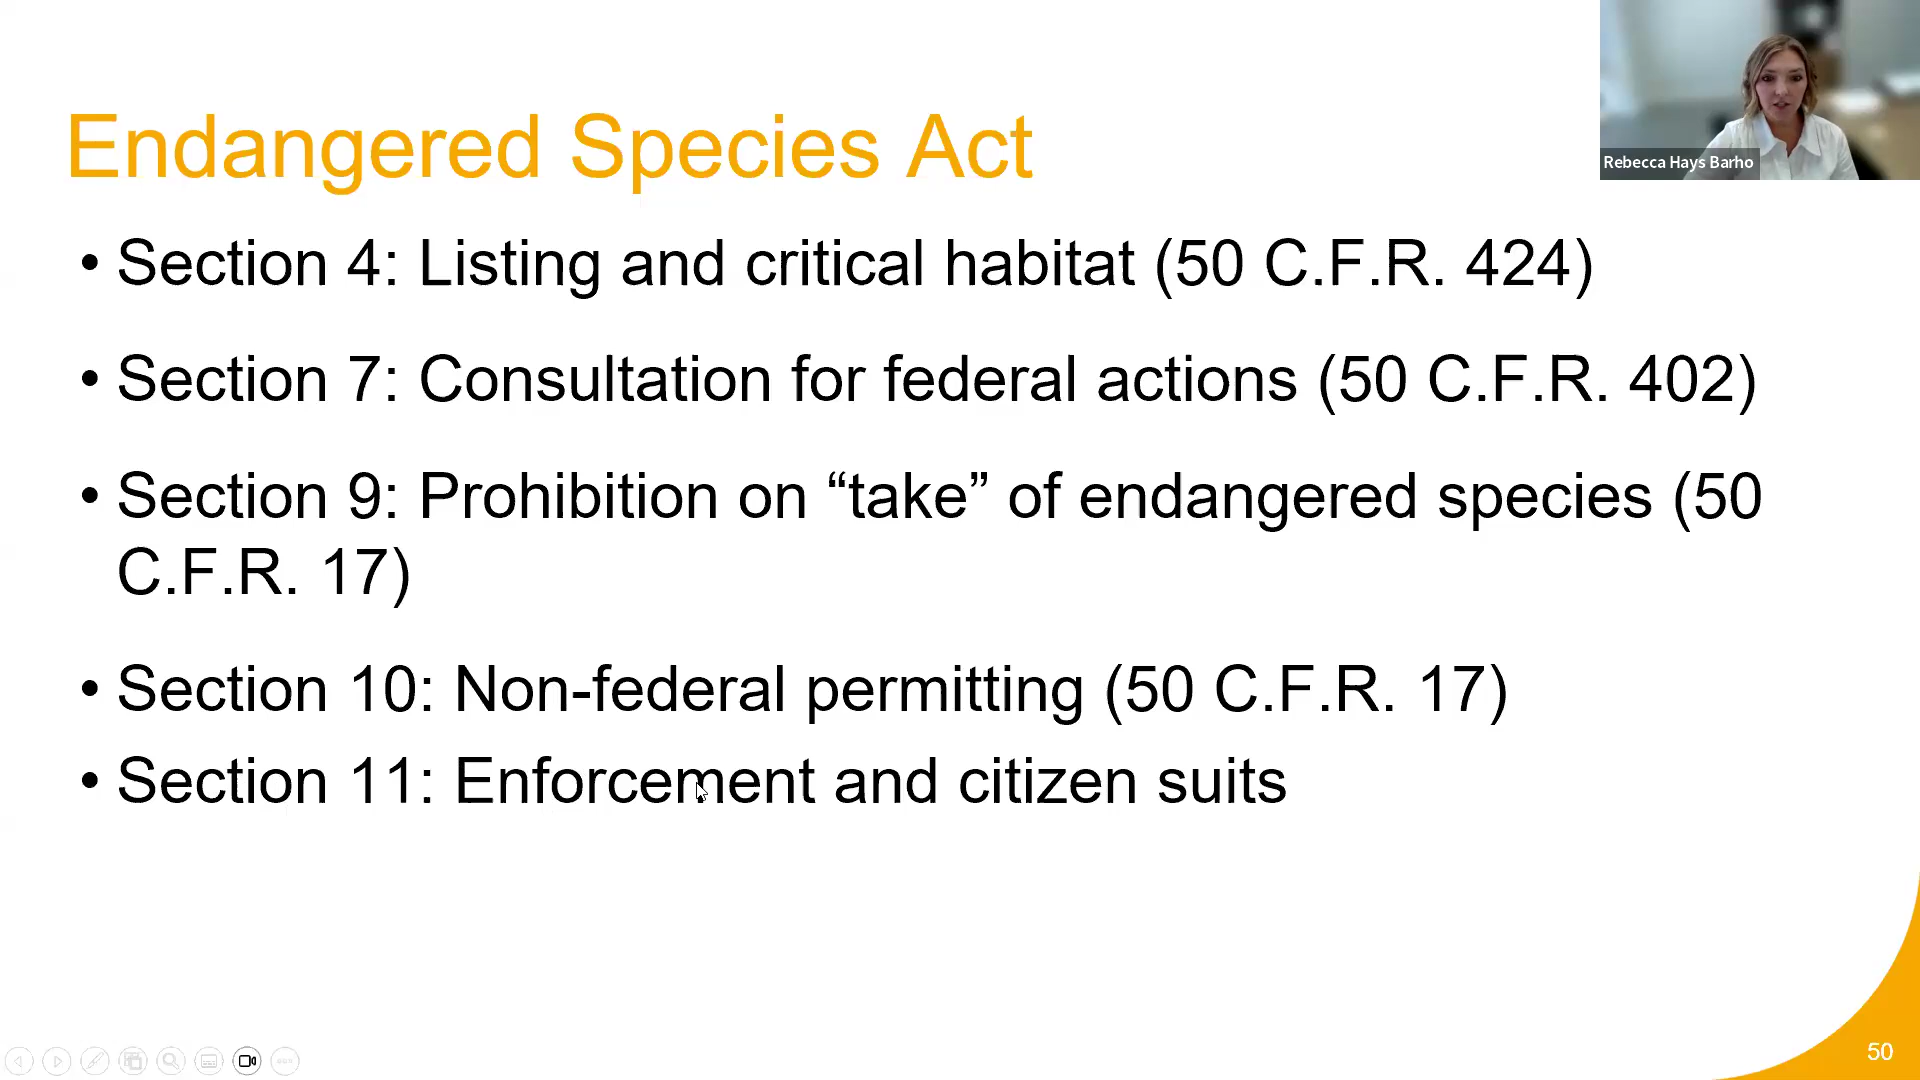 Rebecca Hays Barho
Endangered Species Act
• Section 4: Listing and critical habitat (50 C.F.R. 424)
• Section 7: Consultation for federal actions (50 C.F.R. 402)
• Section 9: Prohibition on “take” of endangered species (50
C.F.R. 17)
• Section 10: Non-federal permitting (50 C.F.R. 17)
• Section 11: Enforcement and citizen suits
50